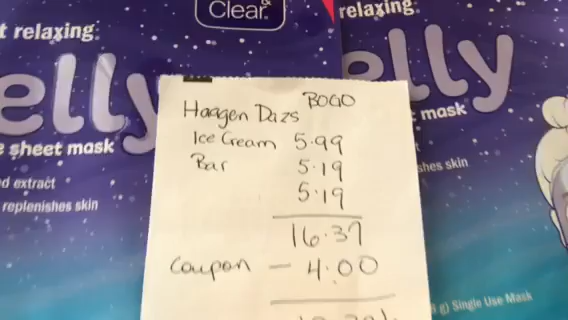 Clear.
t relaxing.
relaxing.
elly
elly
e sheet mask
mask
d extract
shes skin
replenishes skin
Haagen Dazs BOGO
Ice Cream 5.99
Bar 5.19
5.19
16.37
Coupon - 4.00
g) Single Use Mask